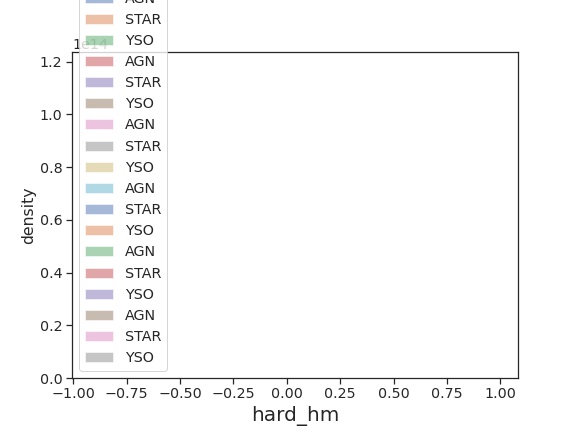 AGN
STAR
YSO
1e14
AGN
STAR
YSO
AGN
STAR
YSO
AGN
STAR
YSO
AGN
STAR
YSO
AGN
STAR
YSO
1.2
1.0
0.8
0.6
0.4
0.2
0.0
density
−1.00 −0.75 −0.50 −0.25 0.00 0.25 0.50 0.75 1.00
hard_hm